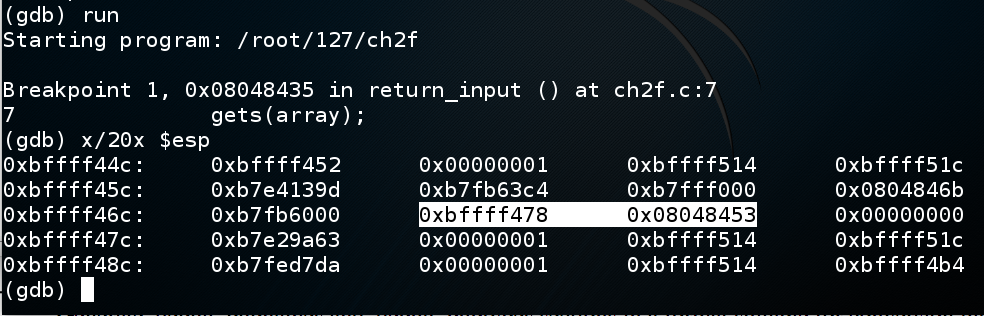 (gdb) run
Starting program: /root/127/ch2f
Breakpoint 1, 0x08048435 in return_input () at ch2f.c:7
7 gets(array);
(gdb) x/20x $esp
0xbffff44c: 0xbffff452 0x00000001 0xbffff514 0xbffff51c
0xbffff45c: 0xb7e4139d 0xb7fb63c4 0xb7fff000 0x0804846b
0xbffff46c: 0xb7fb6000 0xbffff478 0x08048453 0x00000000
0xbffff47c: 0xb7e29a63 0x00000001 0xbffff514 0xbffff51c
0xbffff48c: 0xb7fed7da 0x00000001 0xbffff514 0xbffff4b4
(gdb)